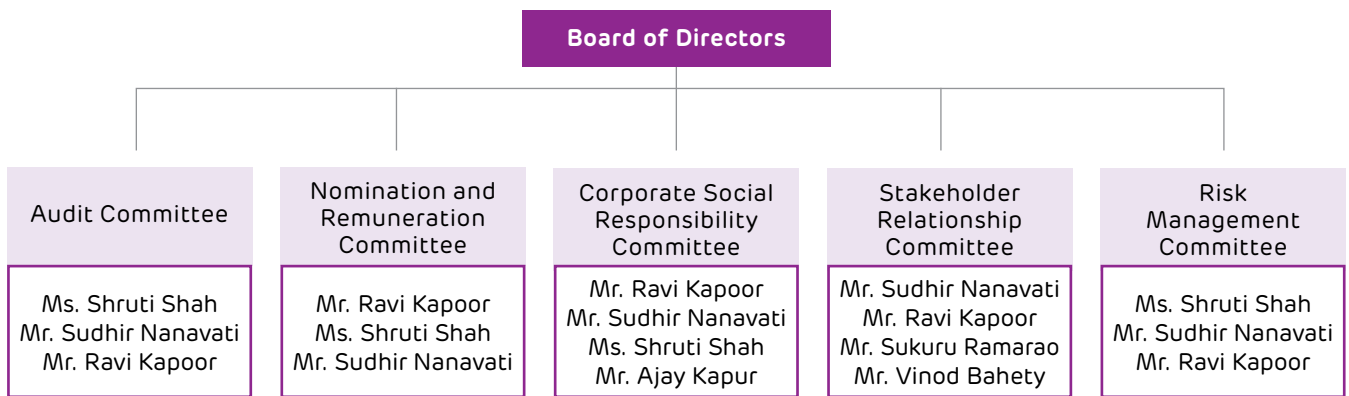 Board of Directors
Audit Committee
Ms. Shruti Shah
Mr. Sudhir Nanavati
Mr. Ravi Kapoor
Nomination and
Remuneration
Committee
Mr. Ravi Kapoor
Ms. Shruti Shah
Mr. Sudhir Nanavati
Corporate Social
Responsibility
Committee
Mr. Ravi Kapoor
Mr. Sudhir Nanavati
Ms. Shruti Shah
Mr. Ajay Kapur
Stakeholder
Relationship
Committee
Mr. Sudhir Nanavati
Mr. Ravi Kapoor
Mr. Sukuru Ramarao
Mr. Vinod Bahety
Risk
Management
Committee
Ms. Shruti Shah
Mr. Sudhir Nanavati
Mr. Ravi Kapoor